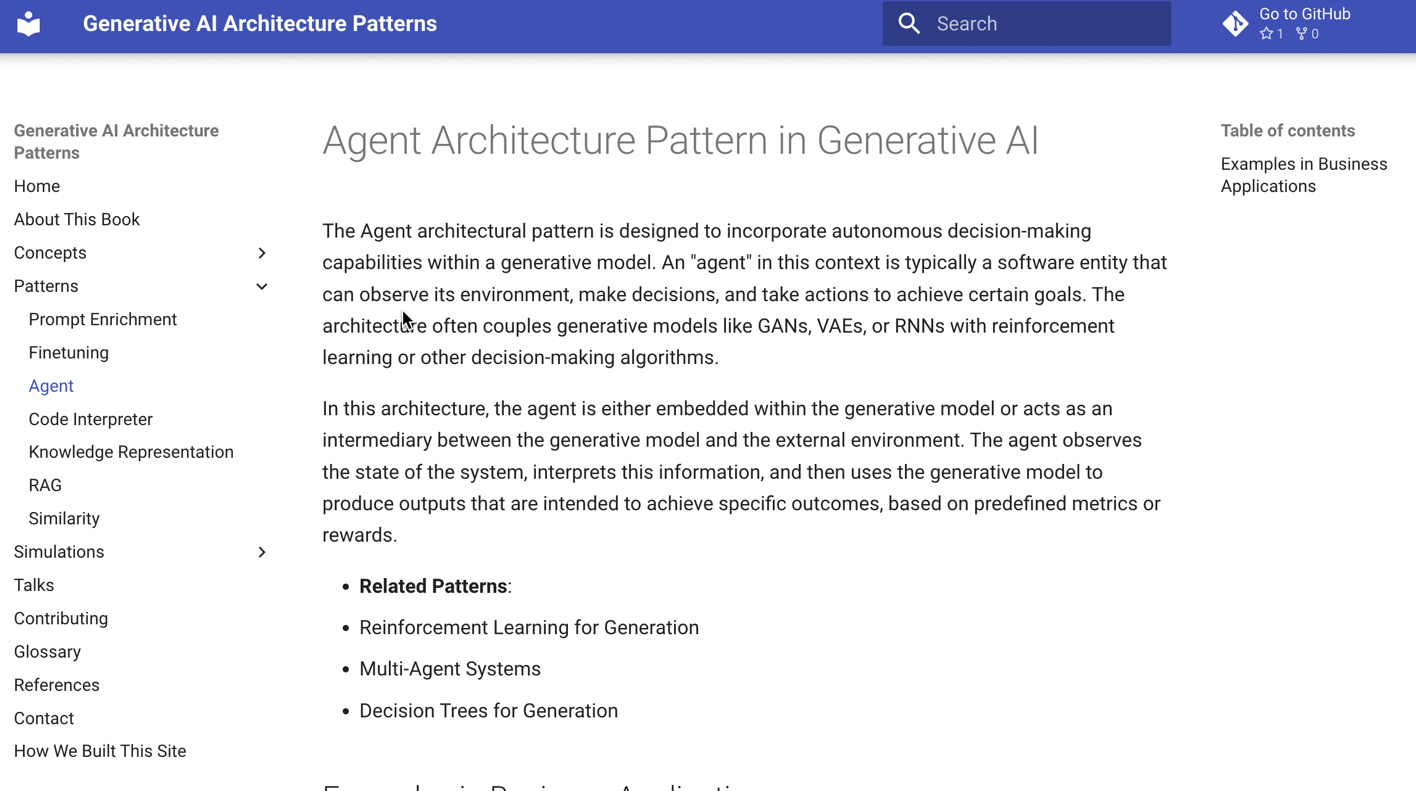 Generative AI Architecture Patterns
Search
Go to GitHub
1 0
Generative AI Architecture
Patterns
Home
About This Book
Concepts
Patterns
Prompt Enrichment
Finetuning
Agent
Code Interpreter
Knowledge Representation
RAG
Similarity
Simulations
Talks
Contributing
Glossary
References
Contact
How We Built This Site
Agent Architecture Pattern in Generative AI
The Agent architectural pattern is designed to incorporate autonomous decision-making
capabilities within a generative model. An "agent" in this context is typically a software entity that
can observe its environment, make decisions, and take actions to achieve certain goals. The
architecture often couples generative models like GANs, VAEs, or RNNs with reinforcement
learning or other decision-making algorithms.
In this architecture, the agent is either embedded within the generative model or acts as an
intermediary between the generative model and the external environment. The agent observes
the state of the system, interprets this information, and then uses the generative model to
produce outputs that are intended to achieve specific outcomes, based on predefined metrics or
rewards.
• Related Patterns:
• Reinforcement Learning for Generation
• Multi-Agent Systems
• Decision Trees for Generation
Examples in Business Applications
Table of contents
Examples in Business
Applications